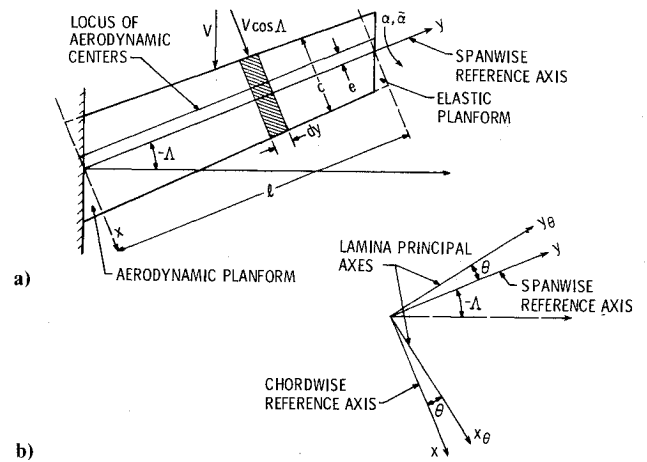 LOCUS OF
AERODYNAMIC
CENTERS
V
V cos Λ
α, α̃
y
SPANWISE
REFERENCE AXIS
ELASTIC
PLANFORM
c
e
dy
-Λ
ℓ
x
AERODYNAMIC PLANFORM
a)
LAMINA PRINCIPAL
AXES
yθ
θ
y
SPANWISE
REFERENCE AXIS
-Λ
CHORDWISE
REFERENCE AXIS
θ
x
xθ
b)